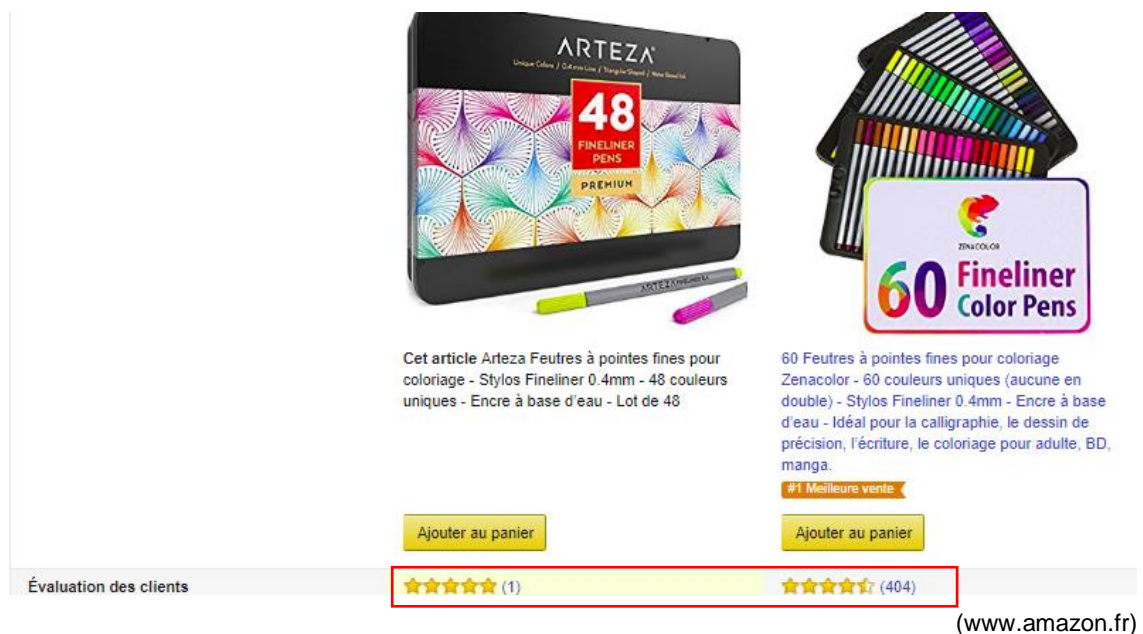 ARTEZA
Unique Colors / 0.4mm Line / Triangular Shaped / Water Based Ink
48
FINELINER
PENS
PREMIUM
ARTEZA
ZENACOLOR
60 Fineliner
Color Pens
Cet article Arteza Feutres à pointes fines pour
coloriage - Stylos Fineliner 0.4mm - 48 couleurs
uniques - Encre à base d'eau - Lot de 48
60 Feutres à pointes fines pour coloriage
Zenacolor - 60 couleurs uniques (aucune en
double) - Stylos Fineliner 0.4mm - Encre à base
d'eau - Idéal pour la calligraphie, le dessin de
précision, l'écriture, le coloriage pour adulte, BD,
manga.
#1 Meilleure vente
Ajouter au panier
Ajouter au panier
Évaluation des clients
(1)
(404)
(www.amazon.fr)